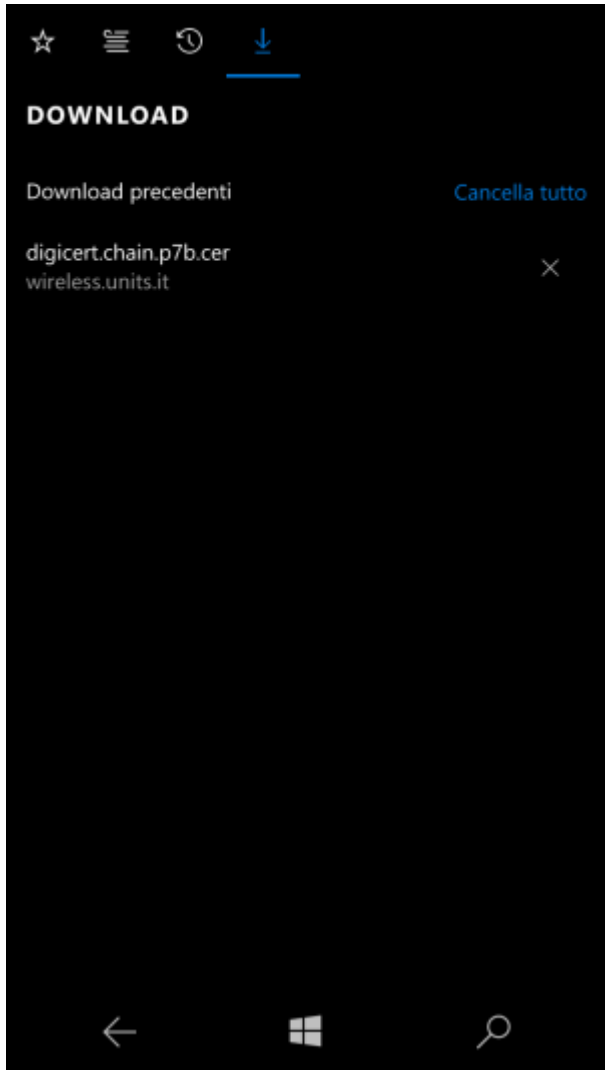 DOWNLOAD
Download precedenti Cancella tutto
digicert.chain.p7b.cer
wireless.units.it